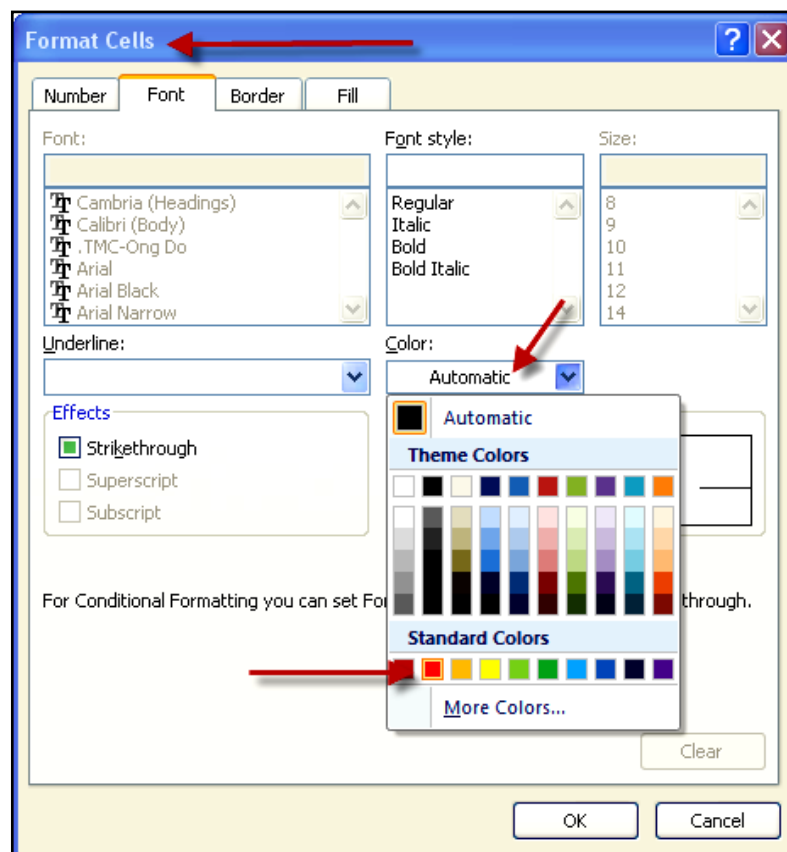 Format Cells
Number Font Border Fill
Font: Font style: Size:
Cambria (Headings) Regular 8
Calibri (Body) Italic 9
.TMC-Ong Do Bold 10
Arial Bold Italic 11
Arial Black 12
Arial Narrow 14
Underline: Color:
Automatic
Effects Automatic
Strikethrough Theme Colors
Superscript
Subscript
For Conditional Formatting you can set Fo through.
Standard Colors
More Colors...
Clear
OK Cancel